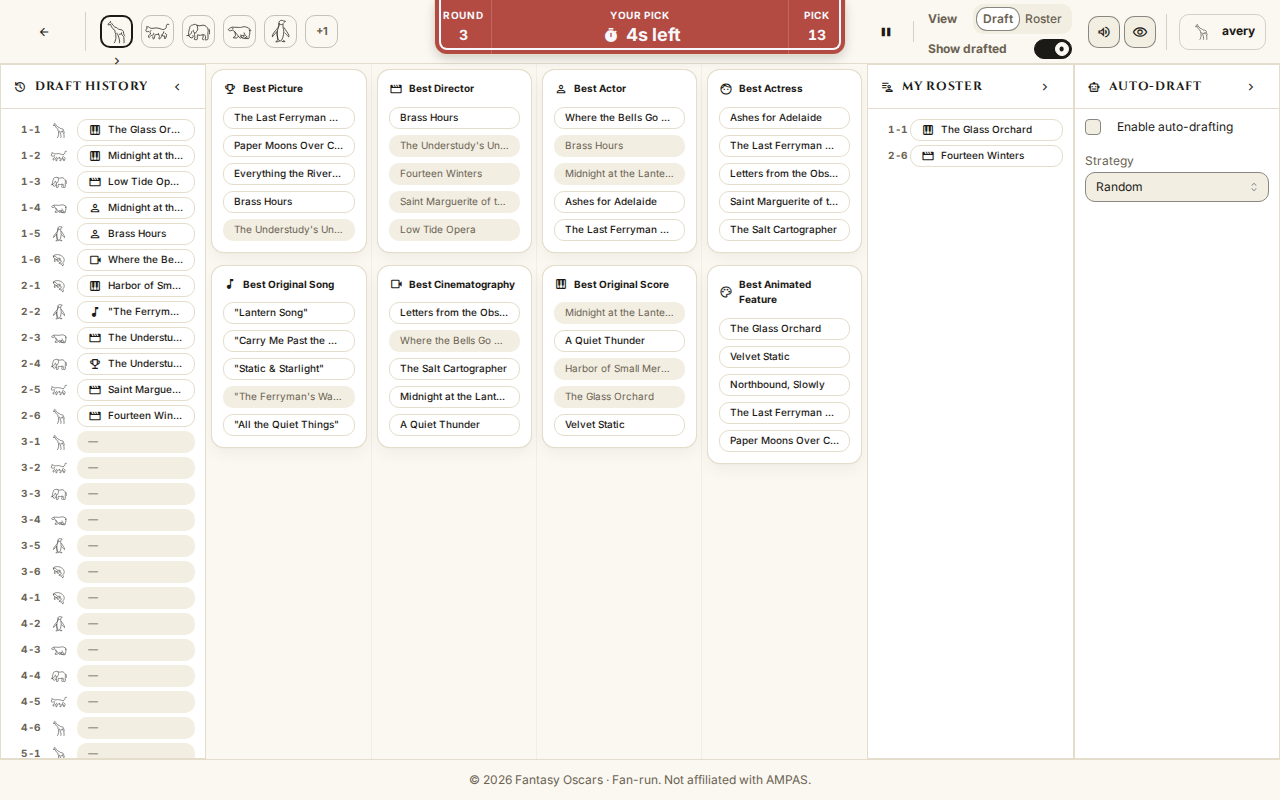 +1
ROUND
3
YOUR PICK
4s left
PICK
13
View
Draft
Roster
Show drafted
avery
DRAFT HISTORY
1-1 The Glass Or...
1-2 Midnight at th...
1-3 Low Tide Op...
1-4 Midnight at th...
1-5 Brass Hours
1-6 Where the Be...
2-1 Harbor of Sm...
2-2 "The Ferrym...
2-3 The Understu...
2-4 The Understu...
2-5 Saint Margue...
2-6 Fourteen Win...
3-1 —
3-2 —
3-3 —
3-4 —
3-5 —
3-6 —
4-1 —
4-2 —
4-3 —
4-4 —
4-5 —
4-6 —
5-1 —
Best Picture
The Last Ferryman ...
Paper Moons Over C...
Everything the River...
Brass Hours
The Understudy's Un...
Best Director
Brass Hours
The Understudy's Un...
Fourteen Winters
Saint Marguerite of t...
Low Tide Opera
Best Actor
Where the Bells Go ...
Brass Hours
Midnight at the Lante...
Ashes for Adelaide
The Last Ferryman ...
Best Actress
Ashes for Adelaide
The Last Ferryman ...
Letters from the Obs...
Saint Marguerite of t...
The Salt Cartographer
Best Original Song
"Lantern Song"
"Carry Me Past the ...
"Static & Starlight"
"The Ferryman's Wa...
"All the Quiet Things"
Best Cinematography
Letters from the Obs...
Where the Bells Go ...
The Salt Cartographer
Midnight at the Lant...
A Quiet Thunder
Best Original Score
Midnight at the Lante...
A Quiet Thunder
Harbor of Small Mer...
The Glass Orchard
Velvet Static
Best Animated
Feature
The Glass Orchard
Velvet Static
Northbound, Slowly
The Last Ferryman ...
Paper Moons Over C...
MY ROSTER
1-1 The Glass Orchard
2-6 Fourteen Winters
AUTO-DRAFT
Enable auto-drafting
Strategy
Random
© 2026 Fantasy Oscars · Fan-run. Not affiliated with AMPAS.